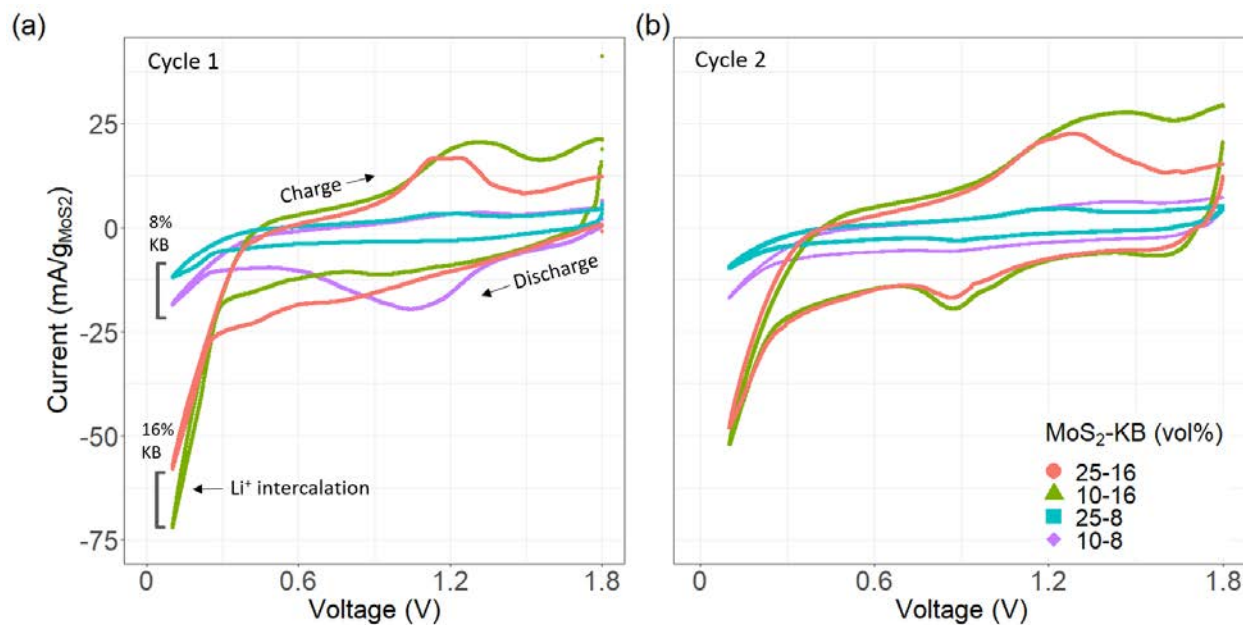 (a)
(b)
Cycle 1
Cycle 2
25
0
-25
-50
-75
Current (mA/gMoS2)
Charge
Discharge
8%
KB
16%
KB
Li+ intercalation
0
0.6
1.2
1.8
Voltage (V)
0
0.6
1.2
1.8
Voltage (V)
MoS2-KB (vol%)
25-16
10-16
25-8
10-8